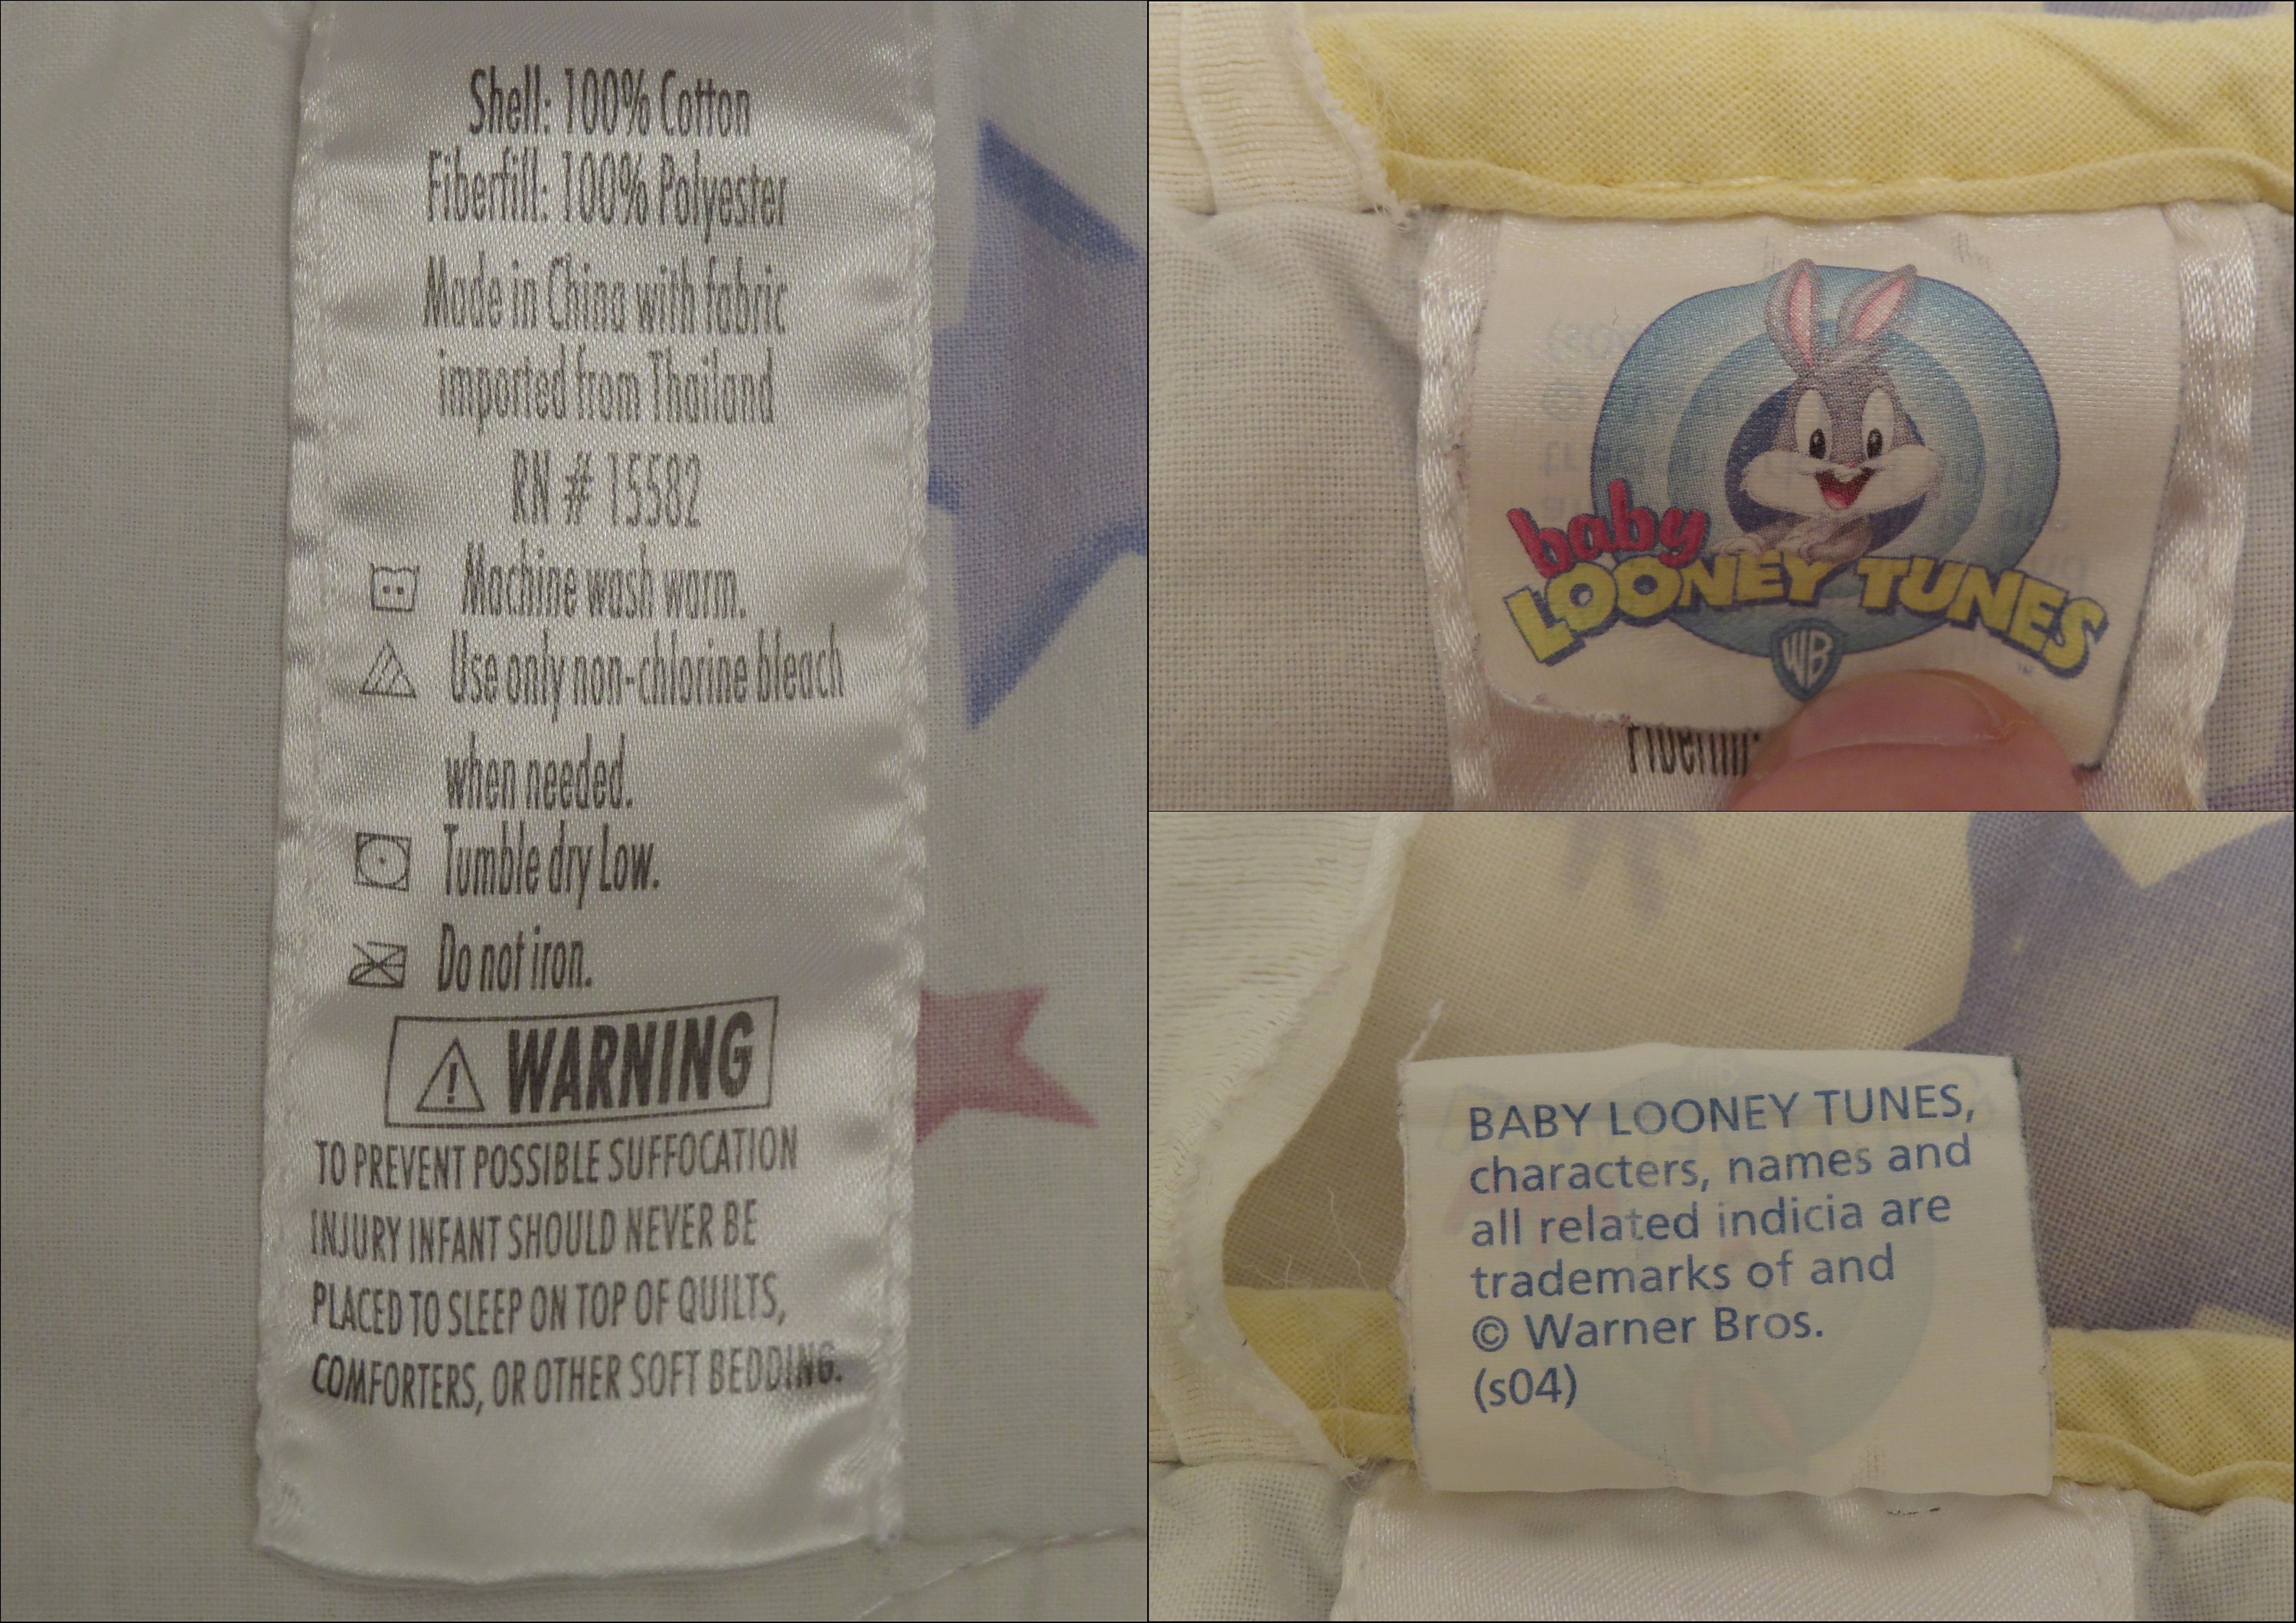 Shell: 100% Cotton
Fiberfill: 100% Polyester
Made in China with fabric
imported from Thailand
RN # 15582
Machine wash warm.
Use only non-chlorine bleach
when needed.
Tumble dry Low.
Do not iron.
WARNING
TO PREVENT POSSIBLE SUFFOCATION
INJURY INFANT SHOULD NEVER BE
PLACED TO SLEEP ON TOP OF QUILTS,
COMFORTERS, OR OTHER SOFT BEDDING.
baby
LOONEY TUNES
WB
Fiberfill:
BABY LOONEY TUNES,
characters, names and
all related indicia are
trademarks of and
© Warner Bros.
(s04)